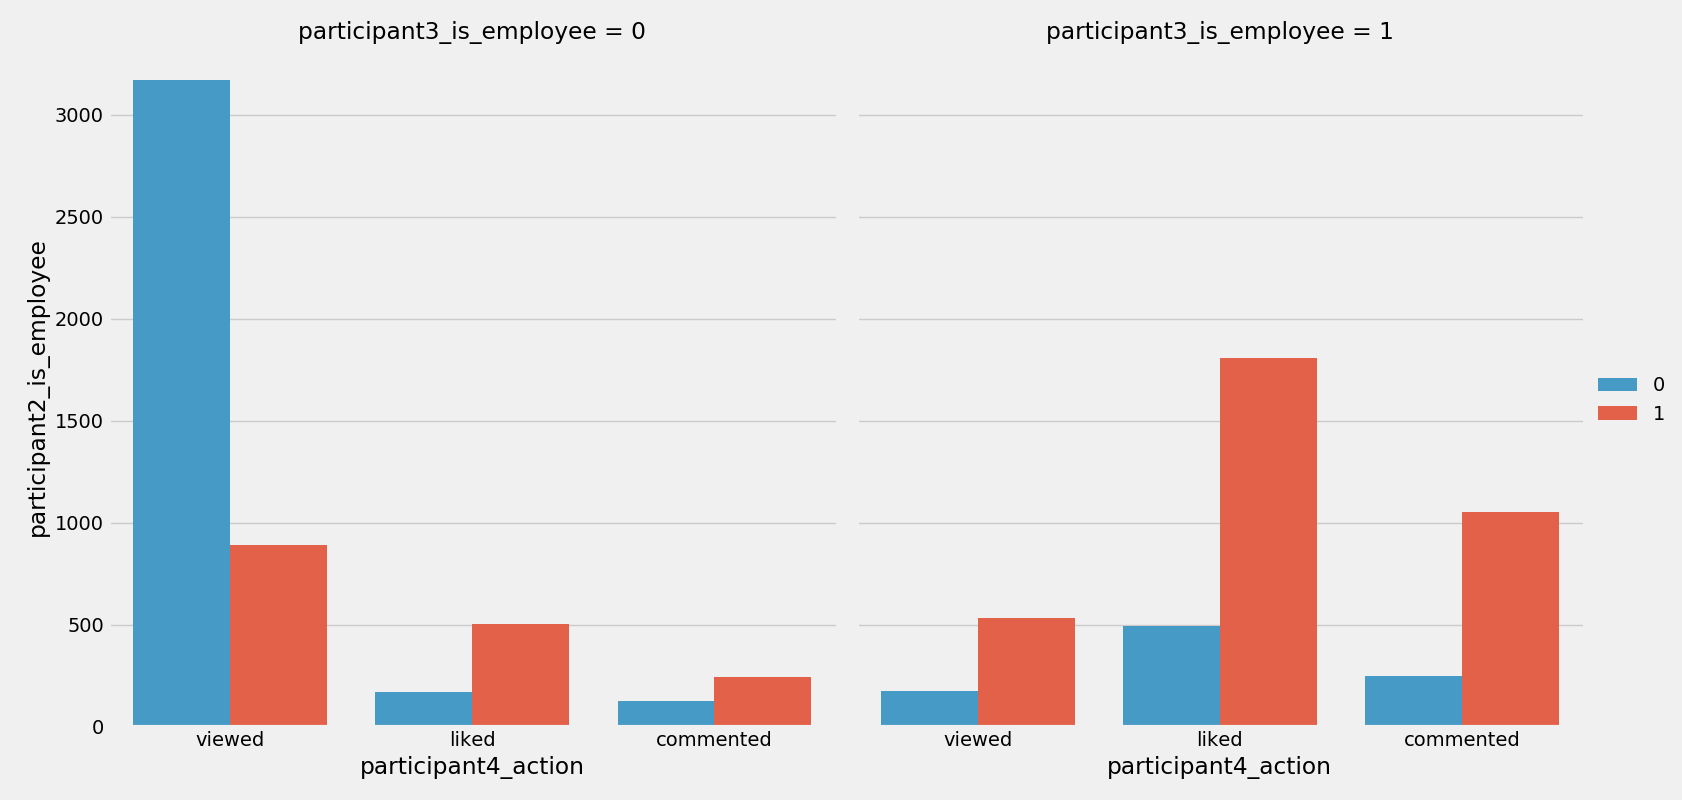 participant3_is_employee = 0
participant3_is_employee = 1
participant2_is_employee
3000
2500
2000
1500
1000
500
0
viewed
liked
commented
participant4_action
viewed
liked
commented
participant4_action
0
1